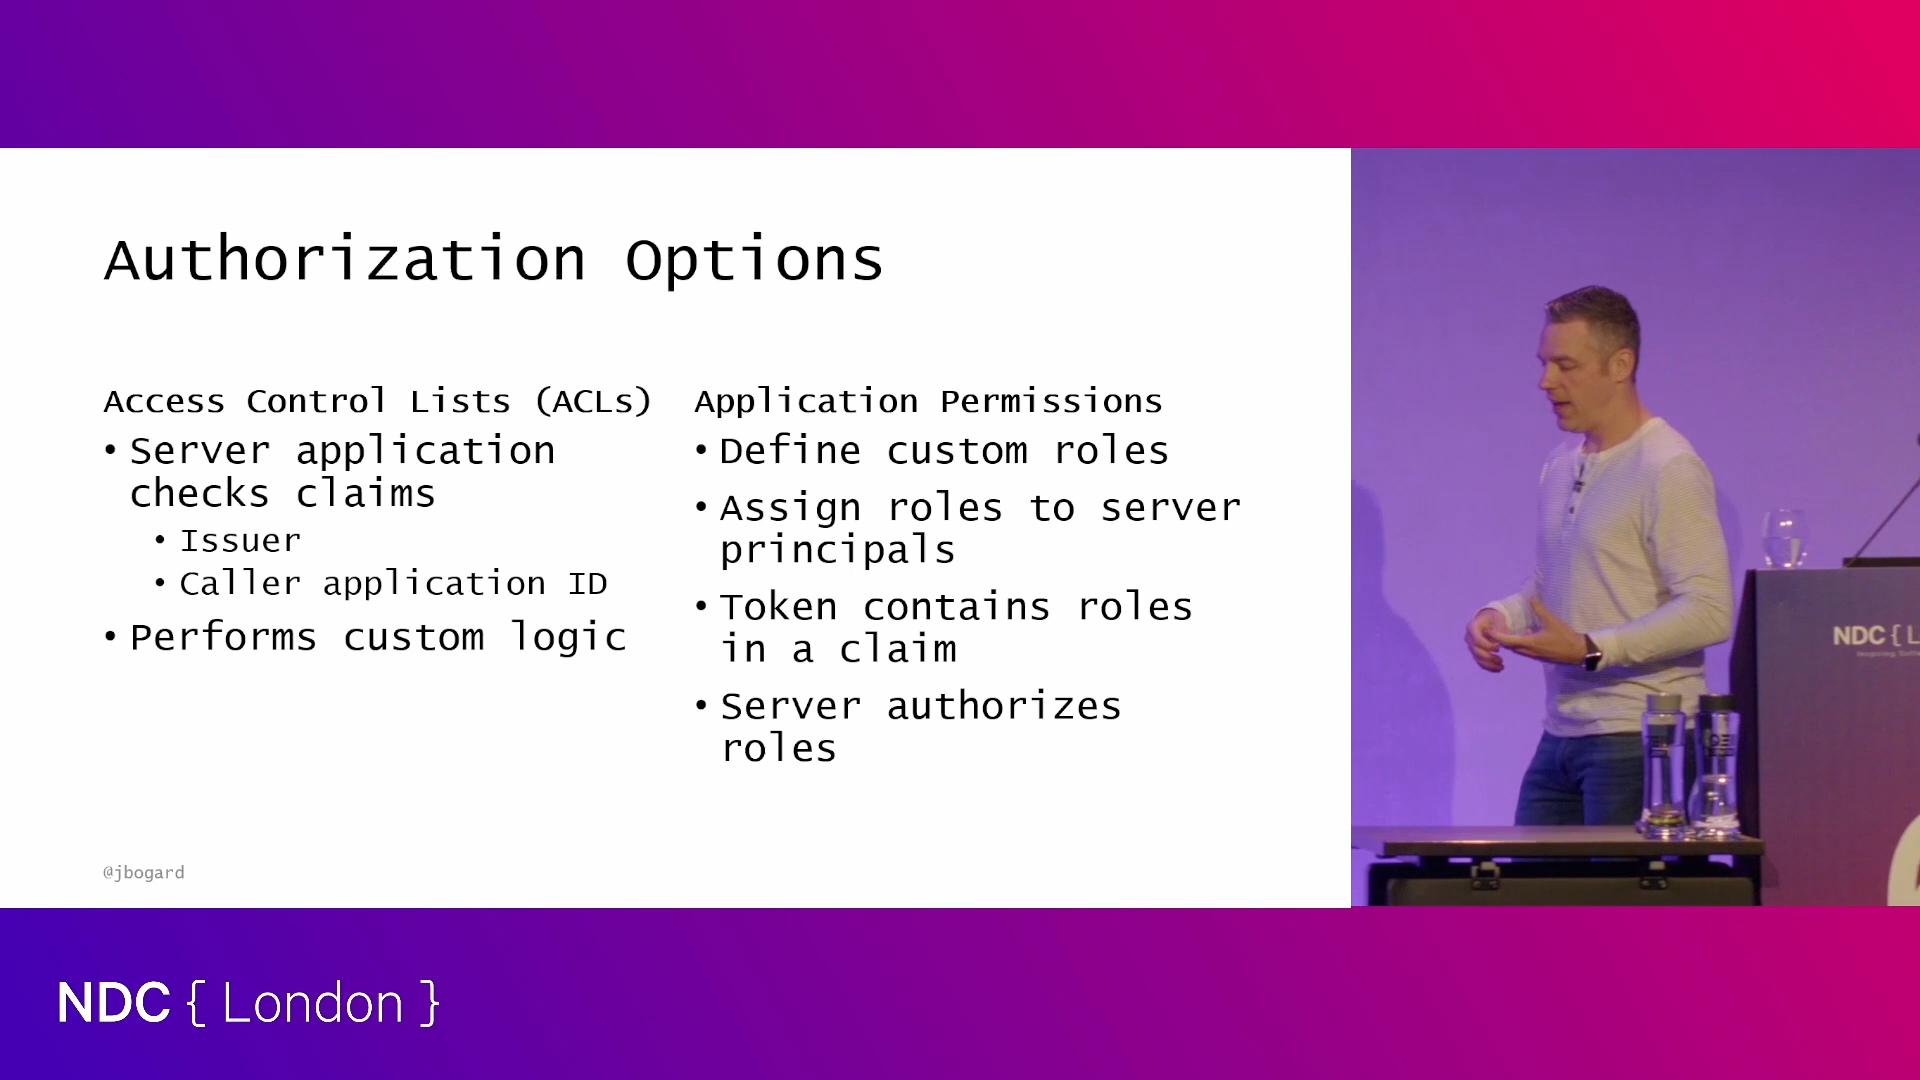 Authorization Options
Access Control Lists (ACLs)
• Server application
checks claims
• Issuer
• Caller application ID
• Performs custom logic
Application Permissions
• Define custom roles
• Assign roles to server
principals
• Token contains roles
in a claim
• Server authorizes
roles
@jbogard
NDC { L
NDC { London }